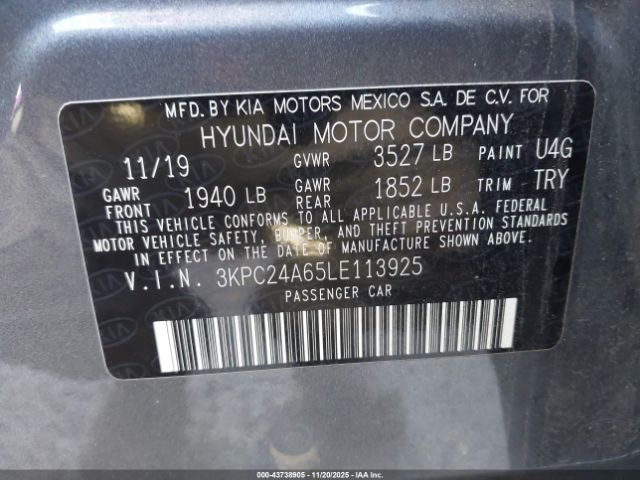 MFD. BY KIA MOTORS MEXICO S.A. DE C.V. FOR
HYUNDAI MOTOR COMPANY
11/19 GVWR 3527 LB PAINT U4G
GAWR FRONT 1940 LB GAWR REAR 1852 LB TRIM TRY
THIS VEHICLE CONFORMS TO ALL APPLICABLE U.S.A. FEDERAL
MOTOR VEHICLE SAFETY, BUMPER, AND THEFT PREVENTION STANDARDS
IN EFFECT ON THE DATE OF MANUFACTURE SHOWN ABOVE.
V.I.N. 3KPC24A65LE113925
PASSENGER CAR
000-43738905 - 11/20/2025 - IAAI.COM